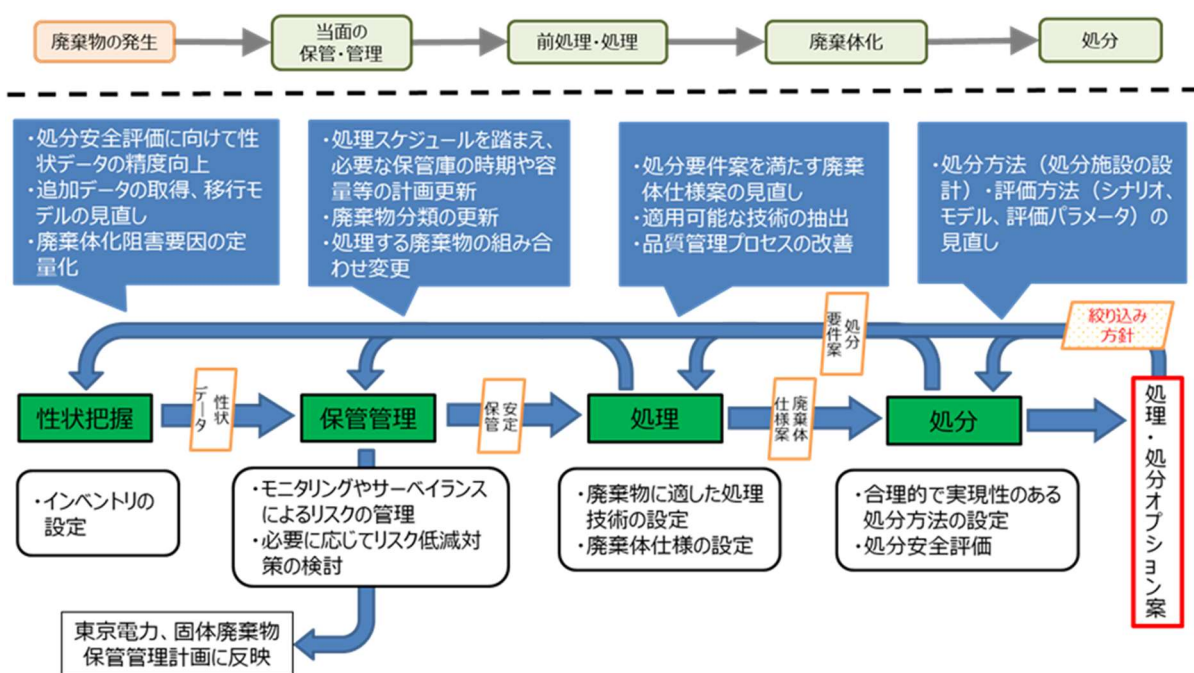 廃棄物の発生
当面の
保管・管理
前処理・処理
廃棄体化
処分
・処分安全評価に向けて性
状データの精度向上
・追加データの取得、移行モ
デルの見直し
・廃棄体化阻害要因の定
量化
・処理スケジュールを踏まえ、
必要な保管庫の時期や容
量等の計画更新
・廃棄物分類の更新
・処理する廃棄物の組み合
わせ変更
・処分要件案を満たす廃棄
体仕様案の見直し
・適用可能な技術の抽出
・品質管理プロセスの改善
・処分方法（処分施設の設
計）・評価方法（シナリオ、
モデル、評価パラメータ）の
見直し
処分
要件案
絞り込み
方針
性状把握
性状
データ
保管管理
安定
保管
処理
廃棄体
仕様案
処分
処理・処分オプション案
・インベントリの
設定
・モニタリングやサーベイランス
によるリスクの管理
・必要に応じてリスク低減対
策の検討
・廃棄物に適した処理
技術の設定
・廃棄体仕様の設定
・合理的で実現性のある
処分方法の設定
・処分安全評価
東京電力、固体廃棄物
保管管理計画に反映